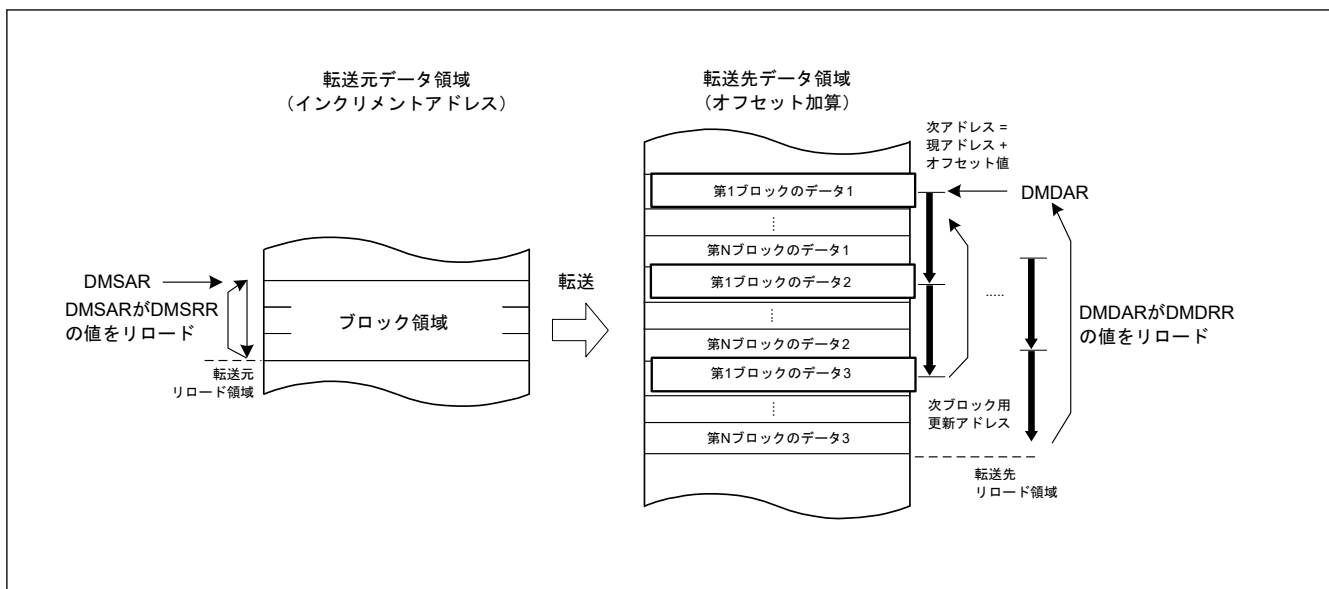 転送元データ領域
（インクリメントアドレス）
転送先データ領域
（オフセット加算）
次アドレス =
現アドレス +
オフセット値
第1ブロックのデータ1
DMDAR
⋮
第Nブロックのデータ1
DMSAR
第1ブロックのデータ2
転送
.....
DMSARがDMSRR
の値をリロード
ブロック領域
⋮
DMDARがDMDRR
の値をリロード
第Nブロックのデータ2
転送元
リロード領域
第1ブロックのデータ3
⋮
次ブロック用
更新アドレス
第Nブロックのデータ3
転送先
リロード領域